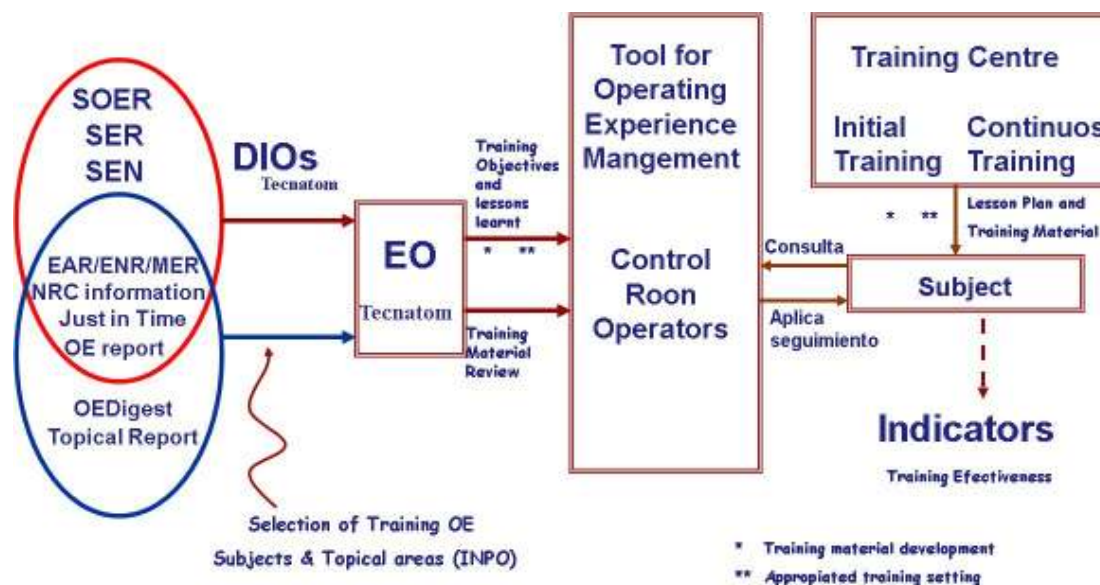 SOER
SER
SEN
EAR/ENR/MER
NRC information
Just in Time
OE report
OEDigest
Topical Report
DIOs
Tecnatom
EO
Tecnatom
Training
Objectives
and
lessons
learnt
* **
Training
Material
Review
Selection of Training OE
Subjects & Topical areas (INPO)
Tool for
Operating
Experience
Mangement
Control
Roon
Operators
Training Centre
Initial
Training
Continuos
Training
* **
Lesson Plan and
Training Material
Consulta
Subject
Aplica
seguimiento
Indicators
Training Efectiveness
* Training material development
** Appropiated training setting